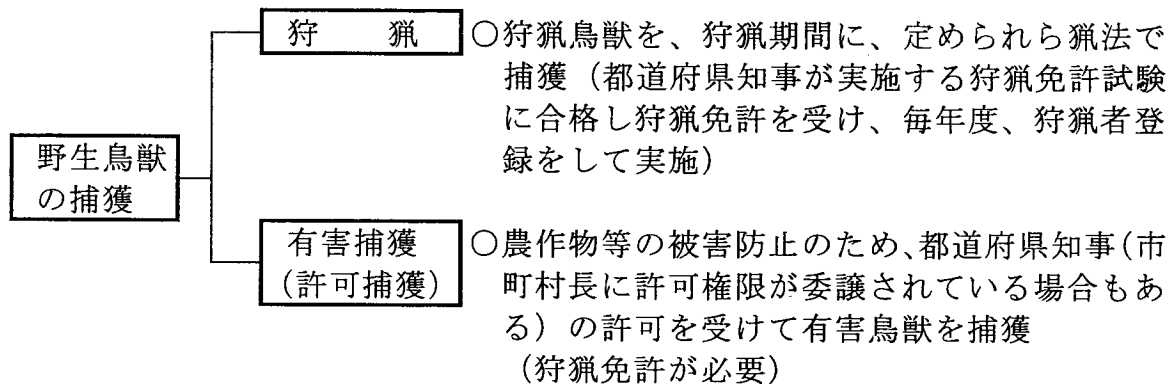 狩　　猟
○狩猟鳥獣を、狩猟期間に、定められら猟法で
捕獲（都道府県知事が実施する狩猟免許試験
に合格し狩猟免許を受け、毎年度、狩猟者登
録をして実施）
野生鳥獣
の捕獲
有害捕獲
（許可捕獲）
○農作物等の被害防止のため、都道府県知事（市
町村長に許可権限が委譲されている場合もあ
る）の許可を受けて有害鳥獣を捕獲
（狩猟免許が必要）